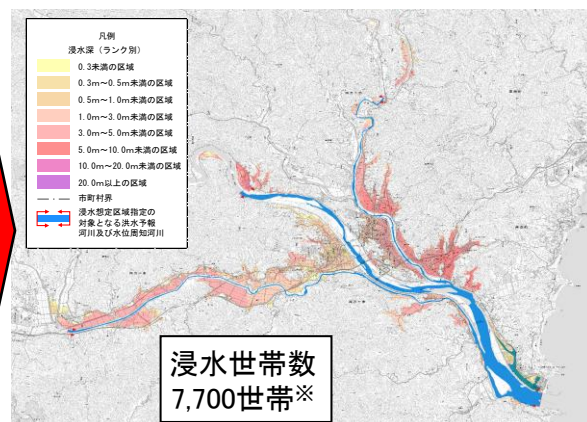 凡例
浸水深（ランク別）
0.3未満の区域
0.3m～0.5m未満の区域
0.5m～1.0m未満の区域
1.0m～3.0m未満の区域
3.0m～5.0m未満の区域
5.0m～10.0m未満の区域
10.0m～20.0m未満の区域
20.0m以上の区域
市町村界
浸水想定区域指定の
対象となる洪水予報
河川及び水位周知河川
浸水世帯数
7,700世帯※